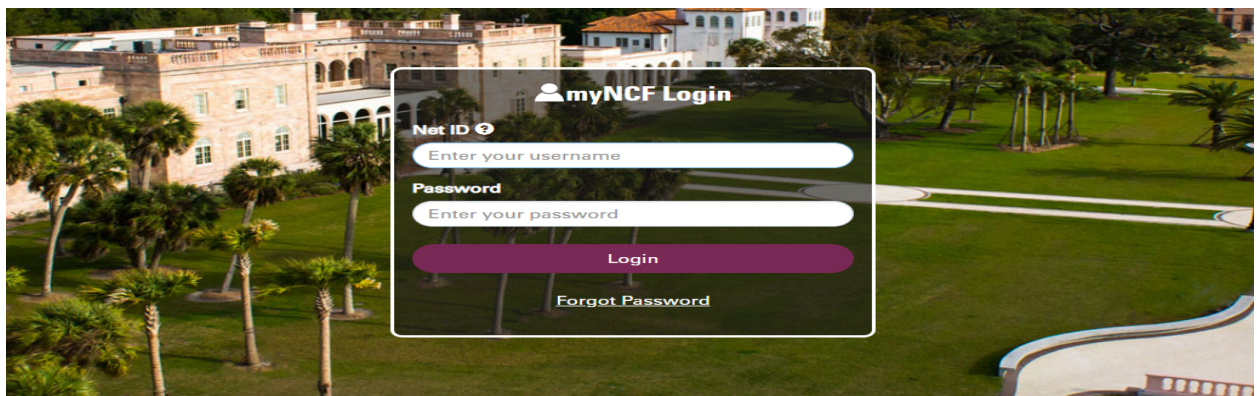 myNCF Login
Net ID
Enter your username
Password
Enter your password
Login
Forgot Password